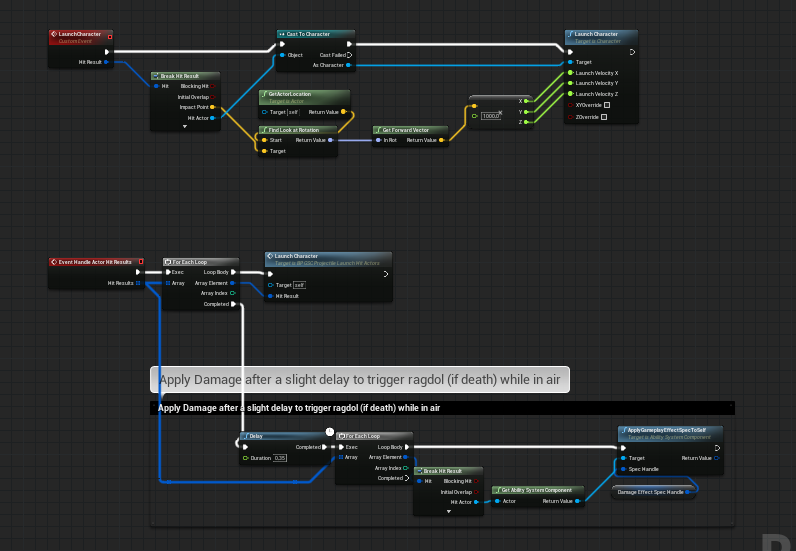 LaunchCharacter
Custom Event
Hit Result
Break Hit Result
Hit
Blocking Hit
Initial Overlap
Impact Point
Hit Actor
Cast To Character
Object
Cast Failed
As Character
GetActorLocation
Target is Actor
Target self
Return Value
Find Look at Rotation
Start
Return Value
Target
Get Forward Vector
In Rot
Return Value
X
Y
1000.0
Z
Launch Character
Target is Character
Target
Launch Velocity X
Launch Velocity Y
Launch Velocity Z
XYOverride
ZOverride
Event Handle Actor Hit Results
Hit Results
For Each Loop
Exec
Loop Body
Array
Array Element
Array Index
Completed
Launch Character
Target self
Hit Result
Apply Damage after a slight delay to trigger ragdol (if death) while in air
Apply Damage after a slight delay to trigger ragdol (if death) while in air
Delay
Completed
Duration 0.35
For Each Loop
Exec
Loop Body
Array
Array Element
Array Index
Completed
Break Hit Result
Hit
Blocking Hit
Initial Overlap
Hit Actor
Get Ability System Component
Actor
Return Value
ApplyGameplayEffectSpecToSelf
Target is Ability System Component
Target
Return Value
Spec Handle
Damage Effect Spec Handle